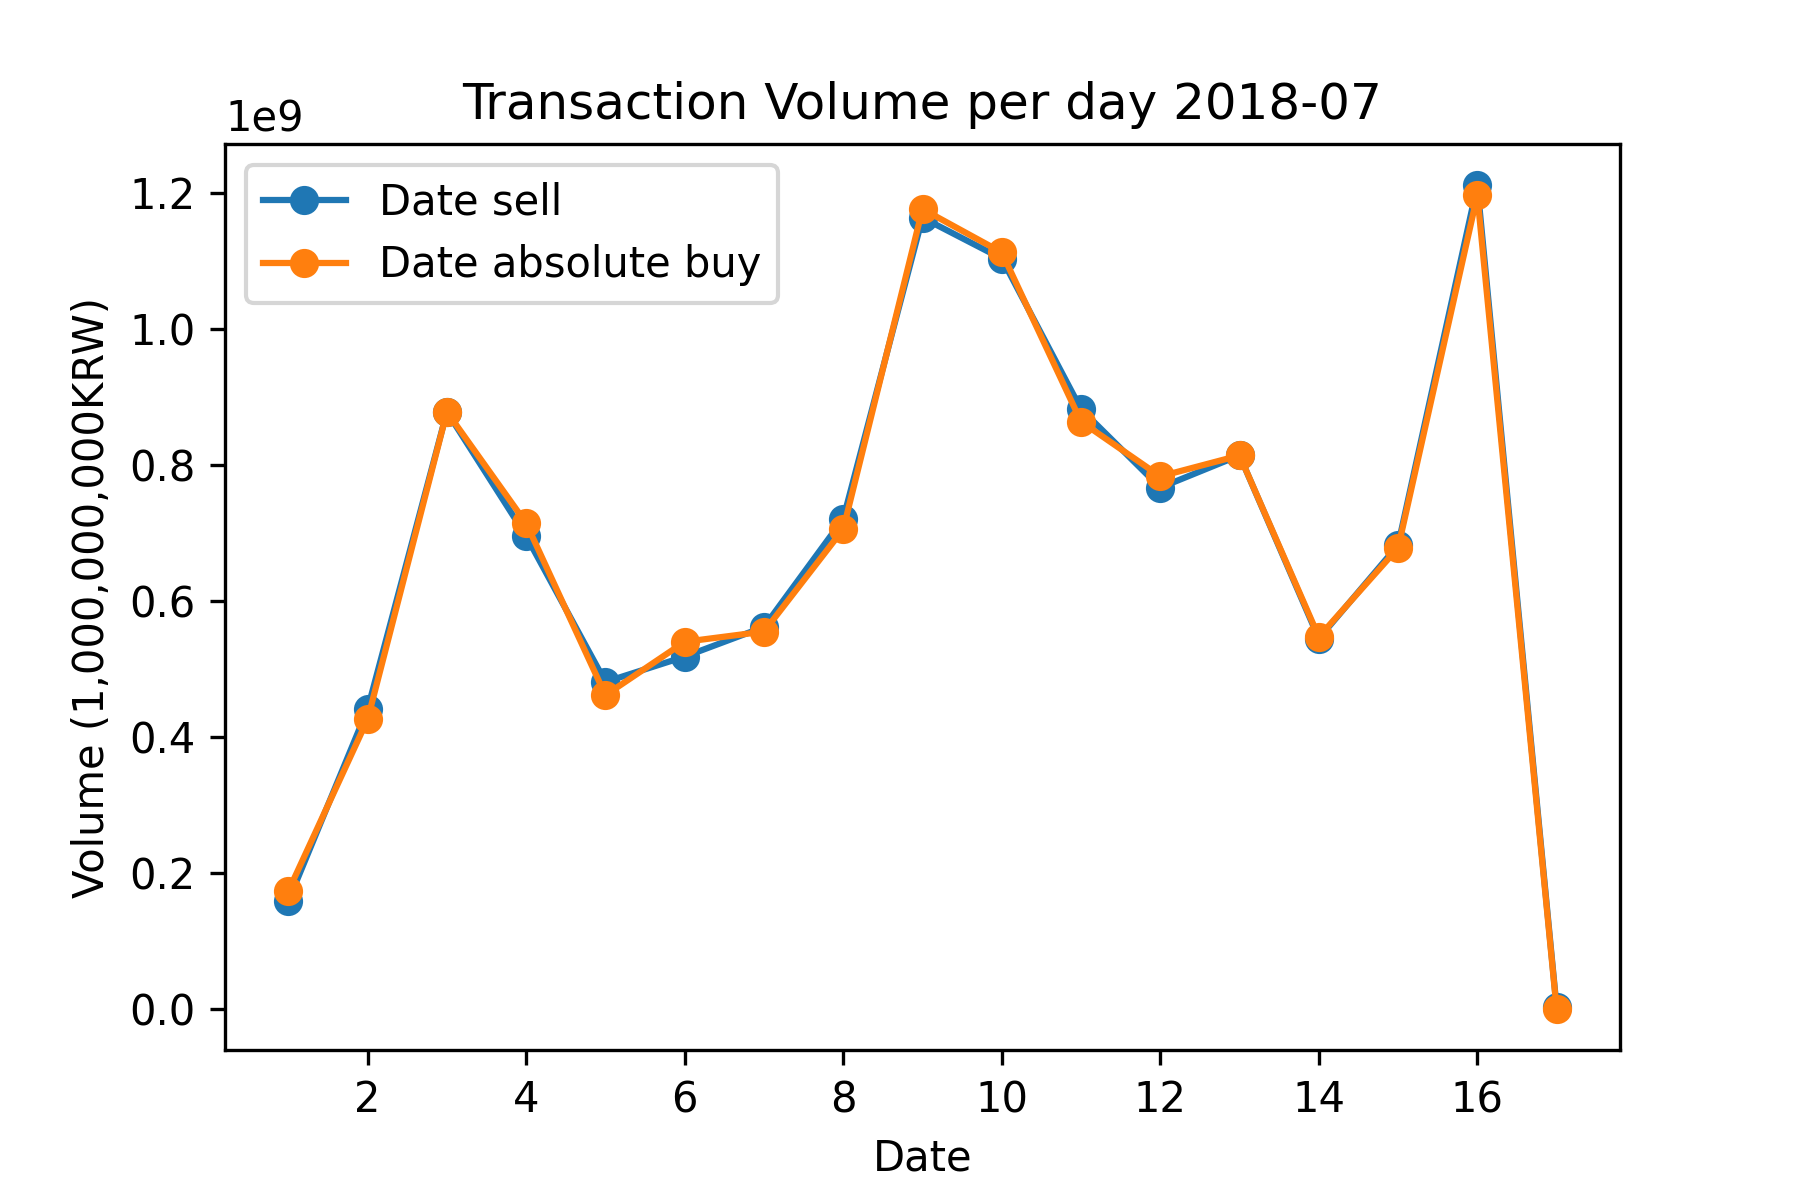 Transaction Volume per day 2018-07
1e9
Date sell
Date absolute buy
Volume (1,000,000,000KRW)
1.2
1.0
0.8
0.6
0.4
0.2
0.0
2 4 6 8 10 12 14 16
Date